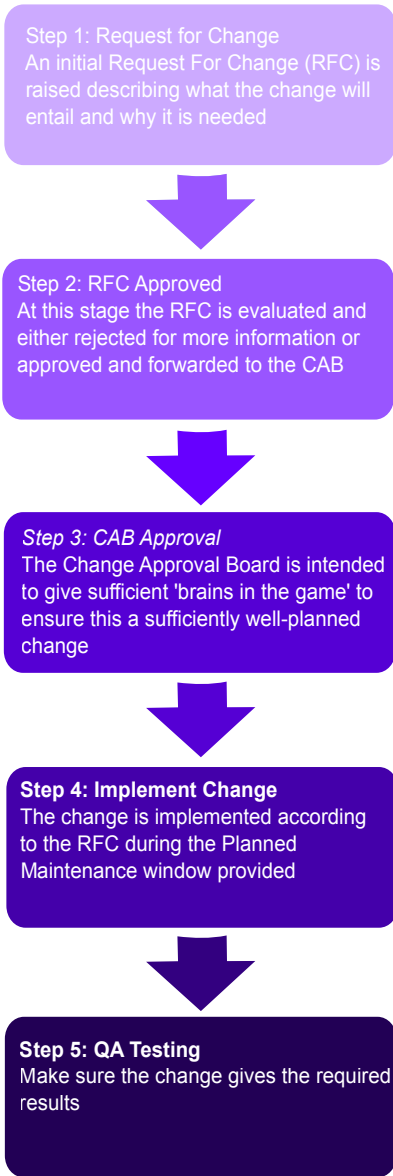 Step 1: Request for Change
An initial Request For Change (RFC) is
raised describing what the change will
entail and why it is needed
Step 2: RFC Approved
At this stage the RFC is evaluated and
either rejected for more information or
approved and forwarded to the CAB
Step 3: CAB Approval
The Change Approval Board is intended
to give sufficient 'brains in the game' to
ensure this a sufficiently well-planned
change
Step 4: Implement Change
The change is implemented according
to the RFC during the Planned
Maintenance window provided
Step 5: QA Testing
Make sure the change gives the required
results